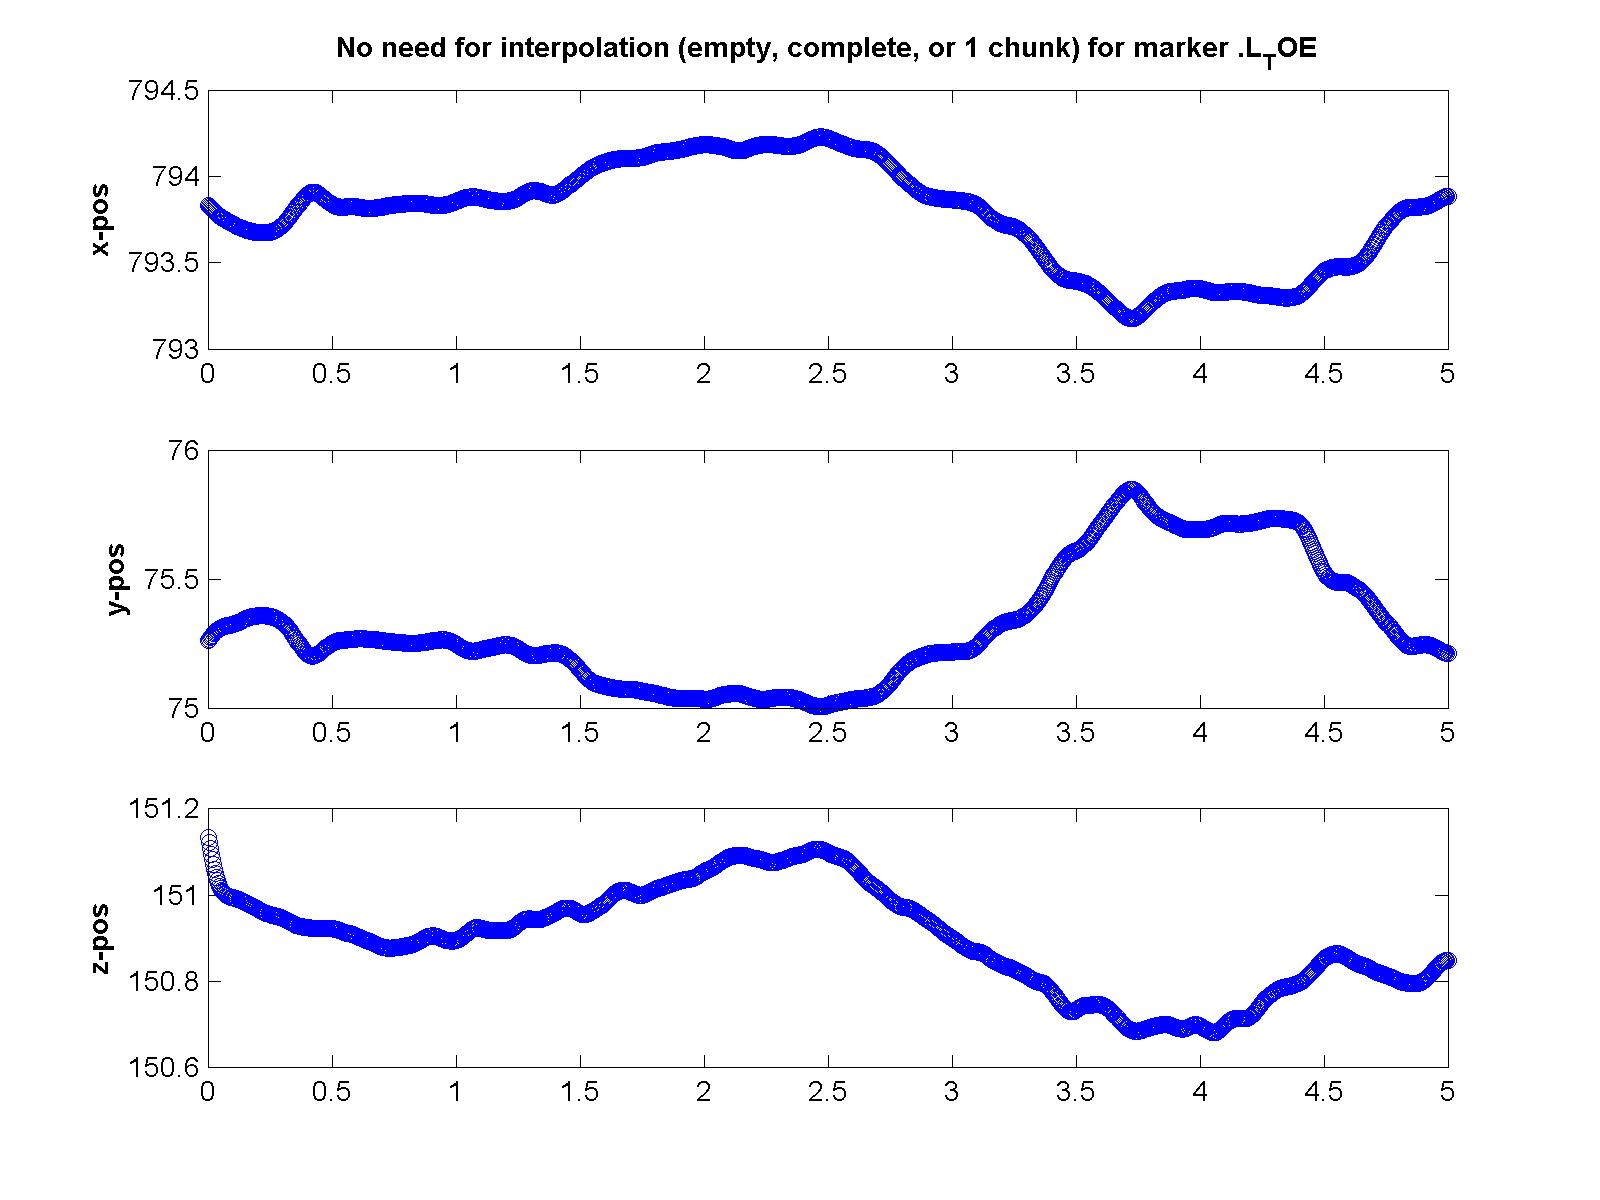 No need for interpolation (empty, complete, or 1 chunk) for marker .LTOE
794.5
794
793.5
793
x-pos
0 0.5 1 1.5 2 2.5 3 3.5 4 4.5 5
76
75.5
75
y-pos
0 0.5 1 1.5 2 2.5 3 3.5 4 4.5 5
151.2
151
150.8
150.6
z-pos
0 0.5 1 1.5 2 2.5 3 3.5 4 4.5 5